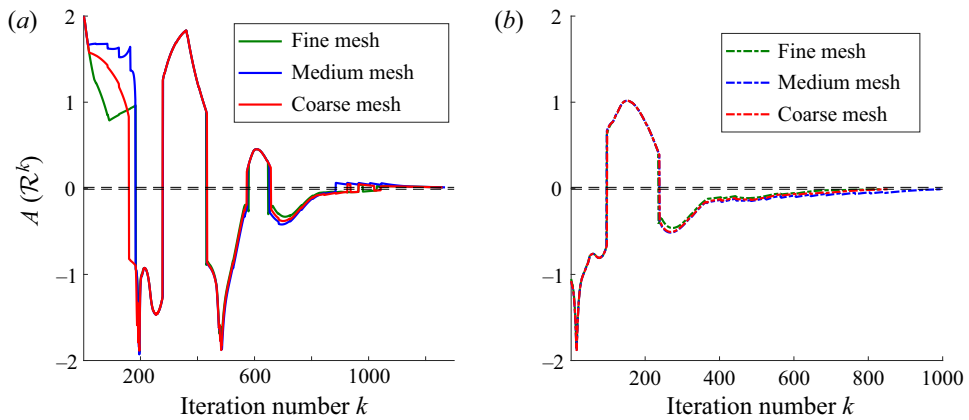 (a)
2
1
0
–1
–2
A (ℛᵏ)
Fine mesh
Medium mesh
Coarse mesh
200
600
1000
Iteration number k
(b)
2
1
0
–1
–2
Fine mesh
Medium mesh
Coarse mesh
200
400
600
800
1000
Iteration number k